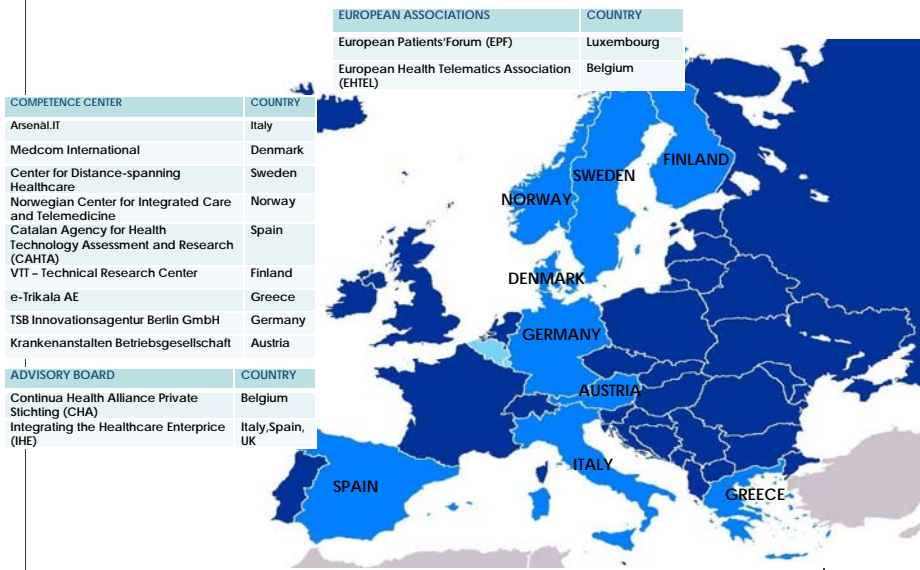 EUROPEAN ASSOCIATIONS COUNTRY
European Patients'Forum (EPF) Luxembourg
European Health Telematics Association Belgium
(EHTEL)
COMPETENCE CENTER COUNTRY
Arsenàl.IT Italy
Medcom International Denmark
Center for Distance-spanning Sweden
Healthcare
Norwegian Center for Integrated Care Norway
and Telemedicine
Catalan Agency for Health Spain
Technology Assessment and Research
(CAHTA)
VTT – Technical Research Center Finland
e-Trikala AE Greece
TSB Innovationsagentur Berlin GmbH Germany
Krankenanstalten Betriebsgesellschaft Austria
ADVISORY BOARD COUNTRY
Continua Health Alliance Private Belgium
Stichting (CHA)
Integrating the Healthcare Enterprice Italy,Spain,
(IHE) UK
FINLAND
SWEDEN
NORWAY
DENMARK
GERMANY
AUSTRIA
ITALY
SPAIN
GREECE